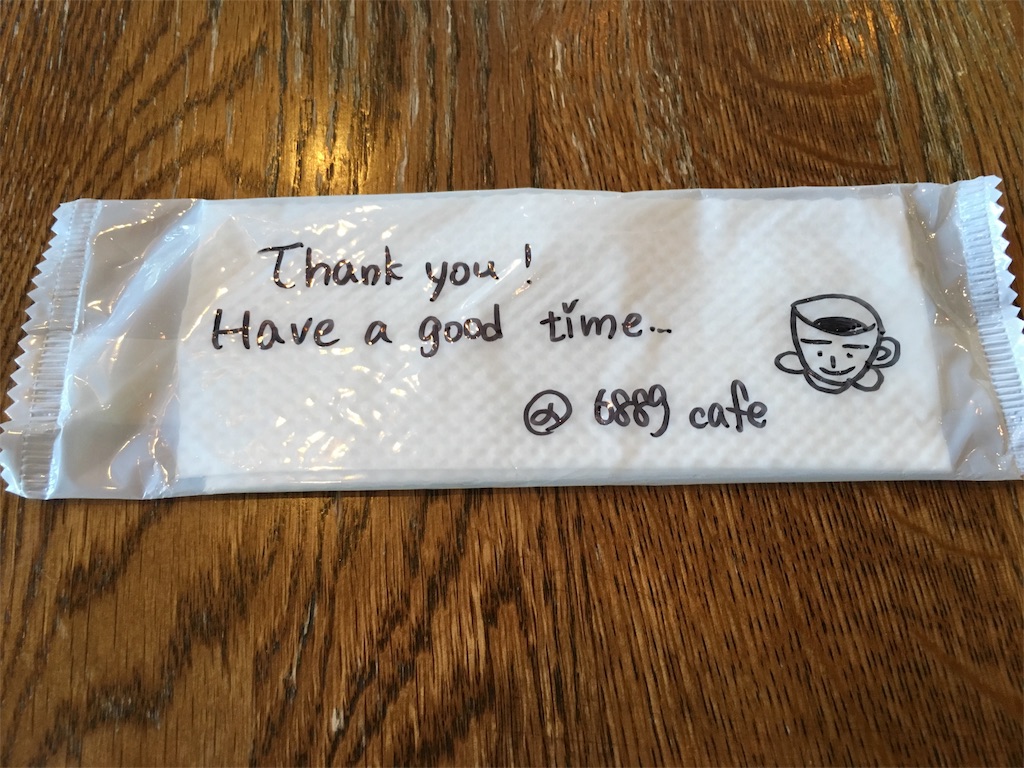 Thank you!
Have a good time...
@ 6889 cafe